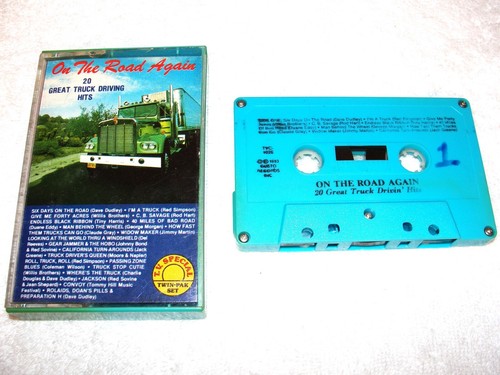 On The Road Again
20
GREAT TRUCK DRIVING
HITS
SIX DAYS ON THE ROAD (Dave Dudley) • I'M A TRUCK (Red Simpson)
GIVE ME FORTY ACRES (Willis Brothers) • C. B. SAVAGE (Rod Hart)
ENDLESS BLACK RIBBON (Tiny Harris) • 40 MILES OF BAD ROAD
(Duane Eddy) • MAN BEHIND THE WHEEL (George Morgan) • HOW FAST
THEM TRUCKS CAN GO (Claude Gray) • WIDOW MAKER (Jimmy Martin)
LOOKING AT THE WORLD THROUGH A WINDSHIELD (Del
Reeves) • GEAR JAMMER & THE HOBO (Johnny Bond
& Red Sovine) • CALIFORNIA TURN-AROUNDS (Jack
Greene) • TRUCK DRIVER'S QUEEN (Moore & Napier)
ROLL, TRUCK, ROLL (Red Simpson) • PASSING ZONE
BLUES (Coleman Wilson) • TRUCK STOP CUTIE
(Willis Brothers) • WHERE'S THE TRUCK (Charlie
Douglas & Dave Dudley) • JACKSON (Red Sovine
& Jean Shepard) • CONVOY (Tommy Hill Music
Festival) • ROLAIDS, DOAN'S PILLS &
PREPARATION H (Dave Dudley)
T.V. SPECIAL
TWIN-PAK
SET
1
GUSTO
RECORDS
INC
ON THE ROAD AGAIN
20 Great Truck Drivin' Hits